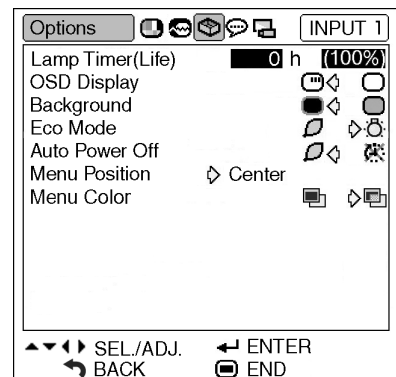 Options INPUT 1
Lamp Timer(Life) 0 h (100%)
OSD Display
Background
Eco Mode
Auto Power Off
Menu Position Center
Menu Color
SEL./ADJ. ENTER
BACK END